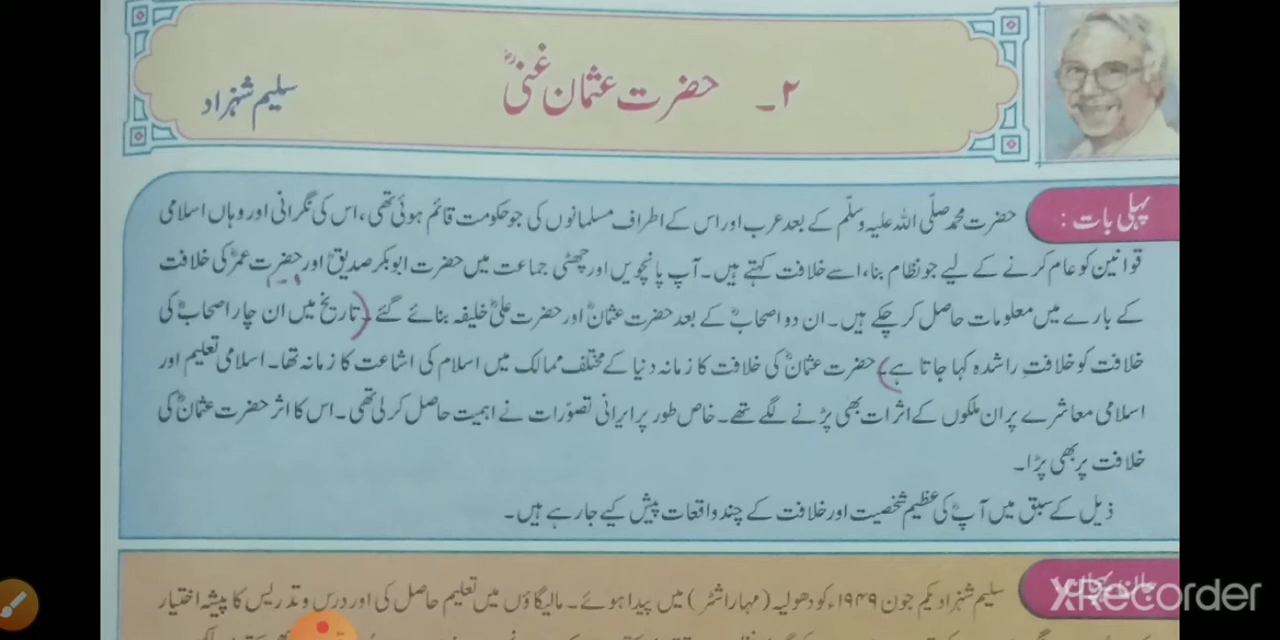 ۲۔ حضرت عثمان غنیؓ
سلیم شہزاد
پہلی بات :
حضرت محمد صلّی اللہ علیہ وسلّم کے بعد عرب اور اس کے اطراف مسلمانوں کی جو حکومت قائم ہوئی تھی، اس کی نگرانی اور وہاں اسلامی
قوانین کو عام کرنے کے لیے جو نظام بنا، اسے خلافت کہتے ہیں۔ آپ پانچویں اور چھٹی جماعت میں حضرت ابوبکر صدیقؓ اور حضرت عمرؓ کی خلافت
کے بارے میں معلومات حاصل کر چکے ہیں۔ ان دو اصحابؓ کے بعد حضرت عثمانؓ اور حضرت علیؓ خلیفہ بنائے گئے۔ تاریخ میں ان چار اصحابؓ کی
خلافت کو خلافتِ راشدہ کہا جاتا ہے۔ حضرت عثمانؓ کی خلافت کا زمانہ دنیا کے مختلف ممالک میں اسلام کی اشاعت کا زمانہ تھا۔ اسلامی تعلیم اور
اسلامی معاشرے پر ان ملکوں کے اثرات بھی پڑنے لگے تھے۔ خاص طور پر ایرانی تصوّرات نے اہمیت حاصل کر لی تھی۔ اس کا اثر حضرت عثمانؓ کی
خلافت پر بھی پڑا۔
ذیل کے سبق میں آپؓ کی عظیم شخصیت اور خلافت کے چند واقعات پیش کیے جا رہے ہیں۔
جان پہچان
سلیم شہزاد یکم جون ۱۹۴۹ء کو دھولیہ (مہاراشٹر) میں پیدا ہوئے۔ مالیگاؤں میں تعلیم حاصل کی اور درس و تدریس کا پیشہ اختیار
XRecorder